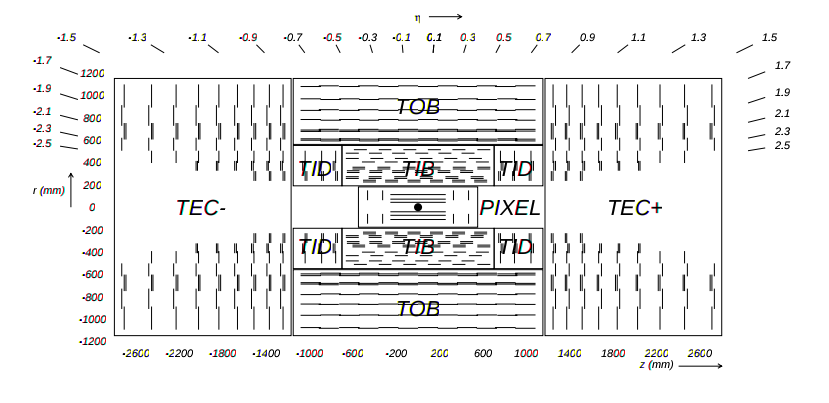 η
-1.5 -1.3 -1.1 -0.9 -0.7 -0.5 -0.3 -0.1 0.1 0.3 0.5 0.7 0.9 1.1 1.3 1.5
-1.7 1.7
1200
-1.9 1000 TOB 1.9
-2.1 800 2.1
-2.3 2.3
-2.5 600 2.5
400 TID TIB TID
200
r (mm)
0 TEC- PIXEL TEC+
-200
-400 TID TIB TID
-600
-800 TOB
-1000
-1200
-2600 -2200 -1800 -1400 -1000 -600 -200 200 600 1000 1400 1800 2200 2600
z (mm)